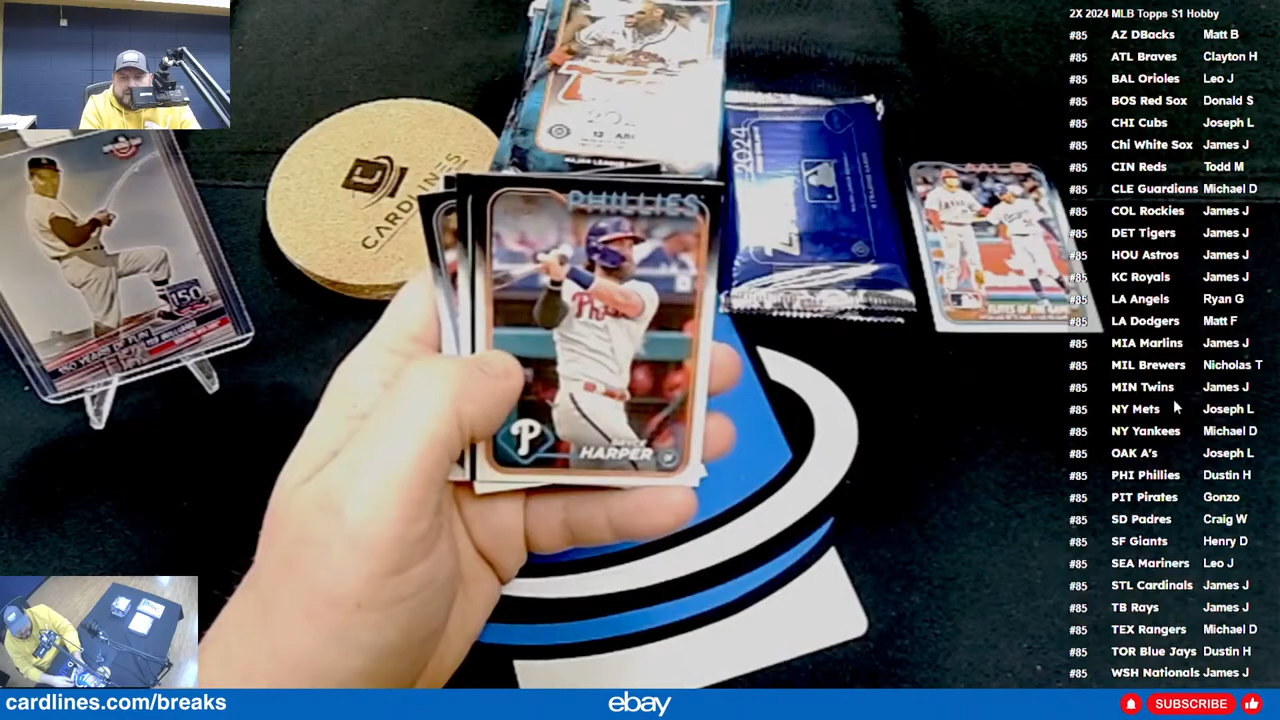 2X 2024 MLB Topps S1 Hobby
#85 AZ DBacks Matt B
#85 ATL Braves Clayton H
#85 BAL Orioles Leo J
#85 BOS Red Sox Donald S
#85 CHI Cubs Joseph L
#85 Chi White Sox James J
#85 CIN Reds Todd M
#85 CLE Guardians Michael D
#85 COL Rockies James J
#85 DET Tigers James J
#85 HOU Astros James J
#85 KC Royals James J
#85 LA Angels Ryan G
#85 LA Dodgers Matt F
#85 MIA Marlins James J
#85 MIL Brewers Nicholas T
#85 MIN Twins James J
#85 NY Mets Joseph L
#85 NY Yankees Michael D
#85 OAK A's Joseph L
#85 PHI Phillies Dustin H
#85 PIT Pirates Gonzo
#85 SD Padres Craig W
#85 SF Giants Henry D
#85 SEA Mariners Leo J
#85 STL Cardinals James J
#85 TB Rays James J
#85 TEX Rangers Michael D
#85 TOR Blue Jays Dustin H
#85 WSH Nationals James J
CARDLINES
2024
PHILLIES
P
BRYCE
HARPER
150 YEARS OF FUN
TED WILLIAMS
150
cardlines.com/breaks
ebay
SUBSCRIBE